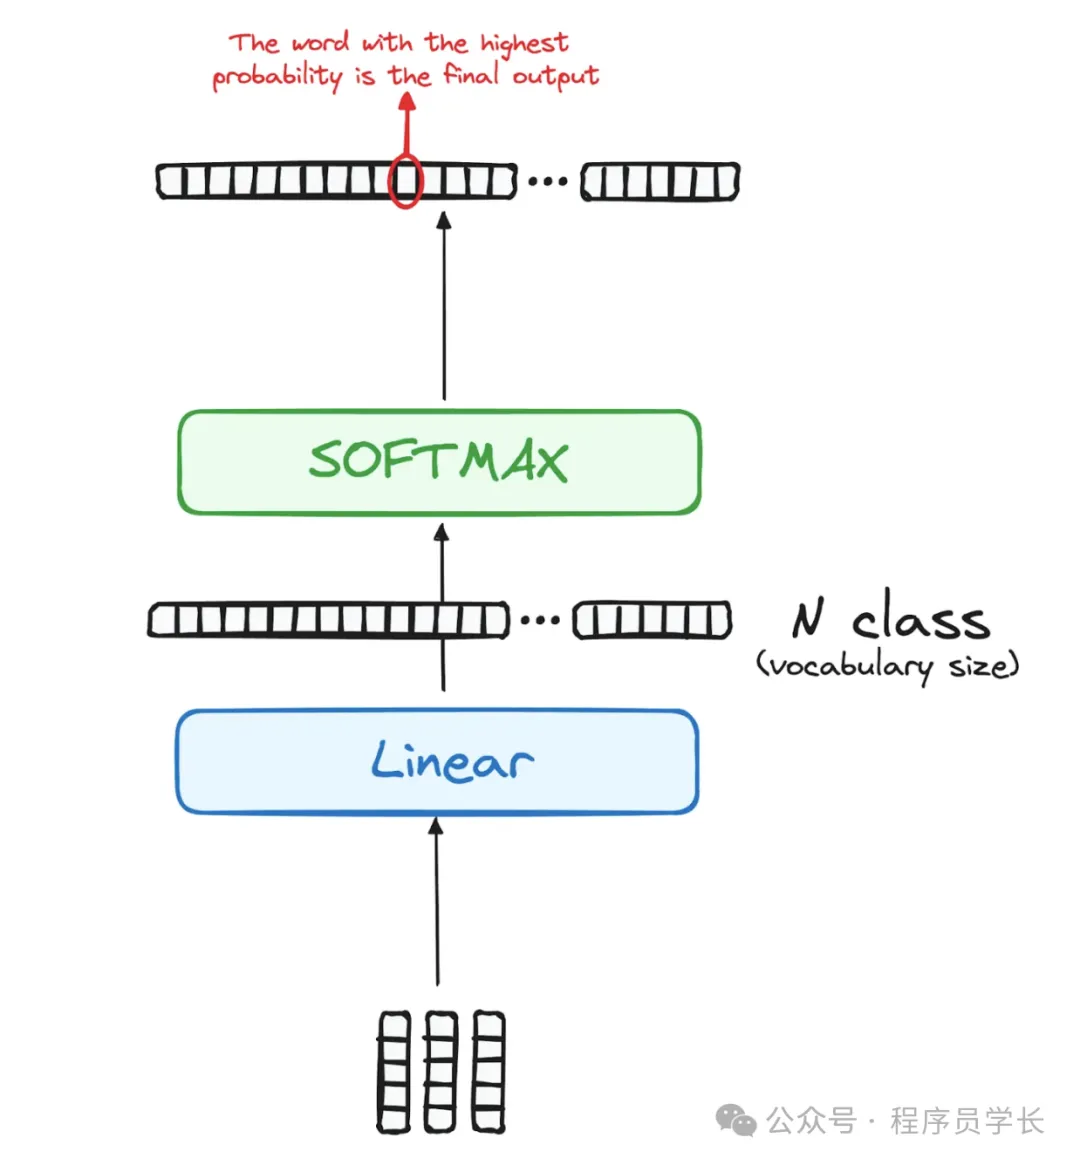 The word with the highest
probability is the final output
SOFTMAX
N class
(vocabulary size)
Linear
公众号 · 程序员学长